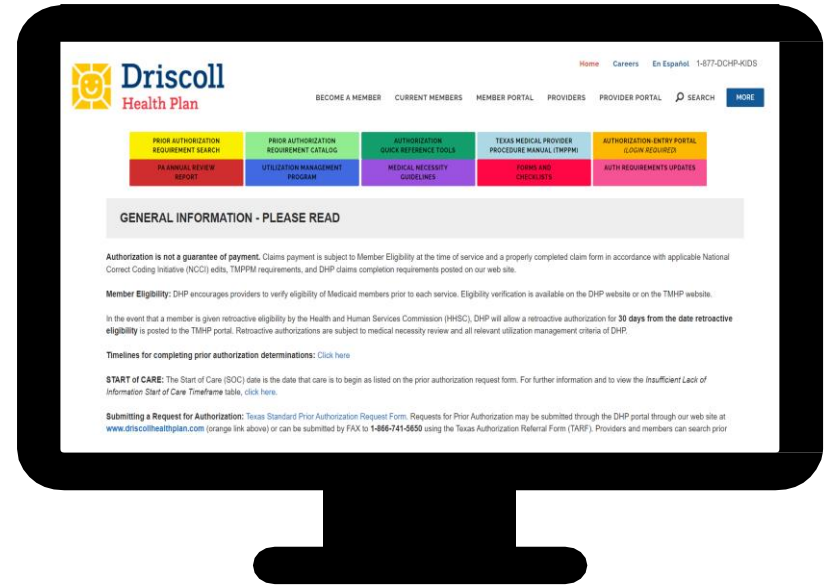 Driscoll
Health Plan
Home Careers En Español 1-877-DCHP-KIDS
BECOME A MEMBER CURRENT MEMBERS MEMBER PORTAL PROVIDERS PROVIDER PORTAL SEARCH MORE
PRIOR AUTHORIZATION REQUIREMENT SEARCH
PRIOR AUTHORIZATION REQUIREMENT CATALOG
AUTHORIZATION QUICK REFERENCE TOOLS
TEXAS MEDICAL PROVIDER PROCEDURE MANUAL (TMPPM)
AUTHORIZATION-ENTRY PORTAL (LOGIN REQUIRED)
PA ANNUAL REVIEW REPORT
UTILIZATION MANAGEMENT PROGRAM
MEDICAL NECESSITY GUIDELINES
FORMS AND CHECKLISTS
AUTH REQUIREMENTS UPDATES
GENERAL INFORMATION - PLEASE READ
Authorization is not a guarantee of payment. Claims payment is subject to Member Eligibility at the time of service and a properly completed claim form in accordance with applicable National
Correct Coding Initiative (NCCI) edits, TMPPM requirements, and DHP claims completion requirements posted on our web site.
Member Eligibility: DHP encourages providers to verify eligibility of Medicaid members prior to each service. Eligibility verification is available on the DHP website or on the TMHP website.
In the event that a member is given retroactive eligibility by the Health and Human Services Commission (HHSC), DHP will allow a retroactive authorization for 30 days from the date retroactive
eligibility is posted to the TMHP portal. Retroactive authorizations are subject to medical necessity review and all relevant utilization management criteria of DHP.
Timelines for completing prior authorization determinations: Click here
START of CARE: The Start of Care (SOC) date is the date that care is to begin as listed on the prior authorization request form. For further information and to view the Insufficient Lack of
Information Start of Care Timeframe table, click here.
Submitting a Request for Authorization: Texas Standard Prior Authorization Request Form. Requests for Prior Authorization may be submitted through the DHP portal through our web site at
www.driscollhealthplan.com (orange link above) or can be submitted by FAX to 1-866-741-5650 using the Texas Authorization Referral Form (TARF). Providers and members can search prior